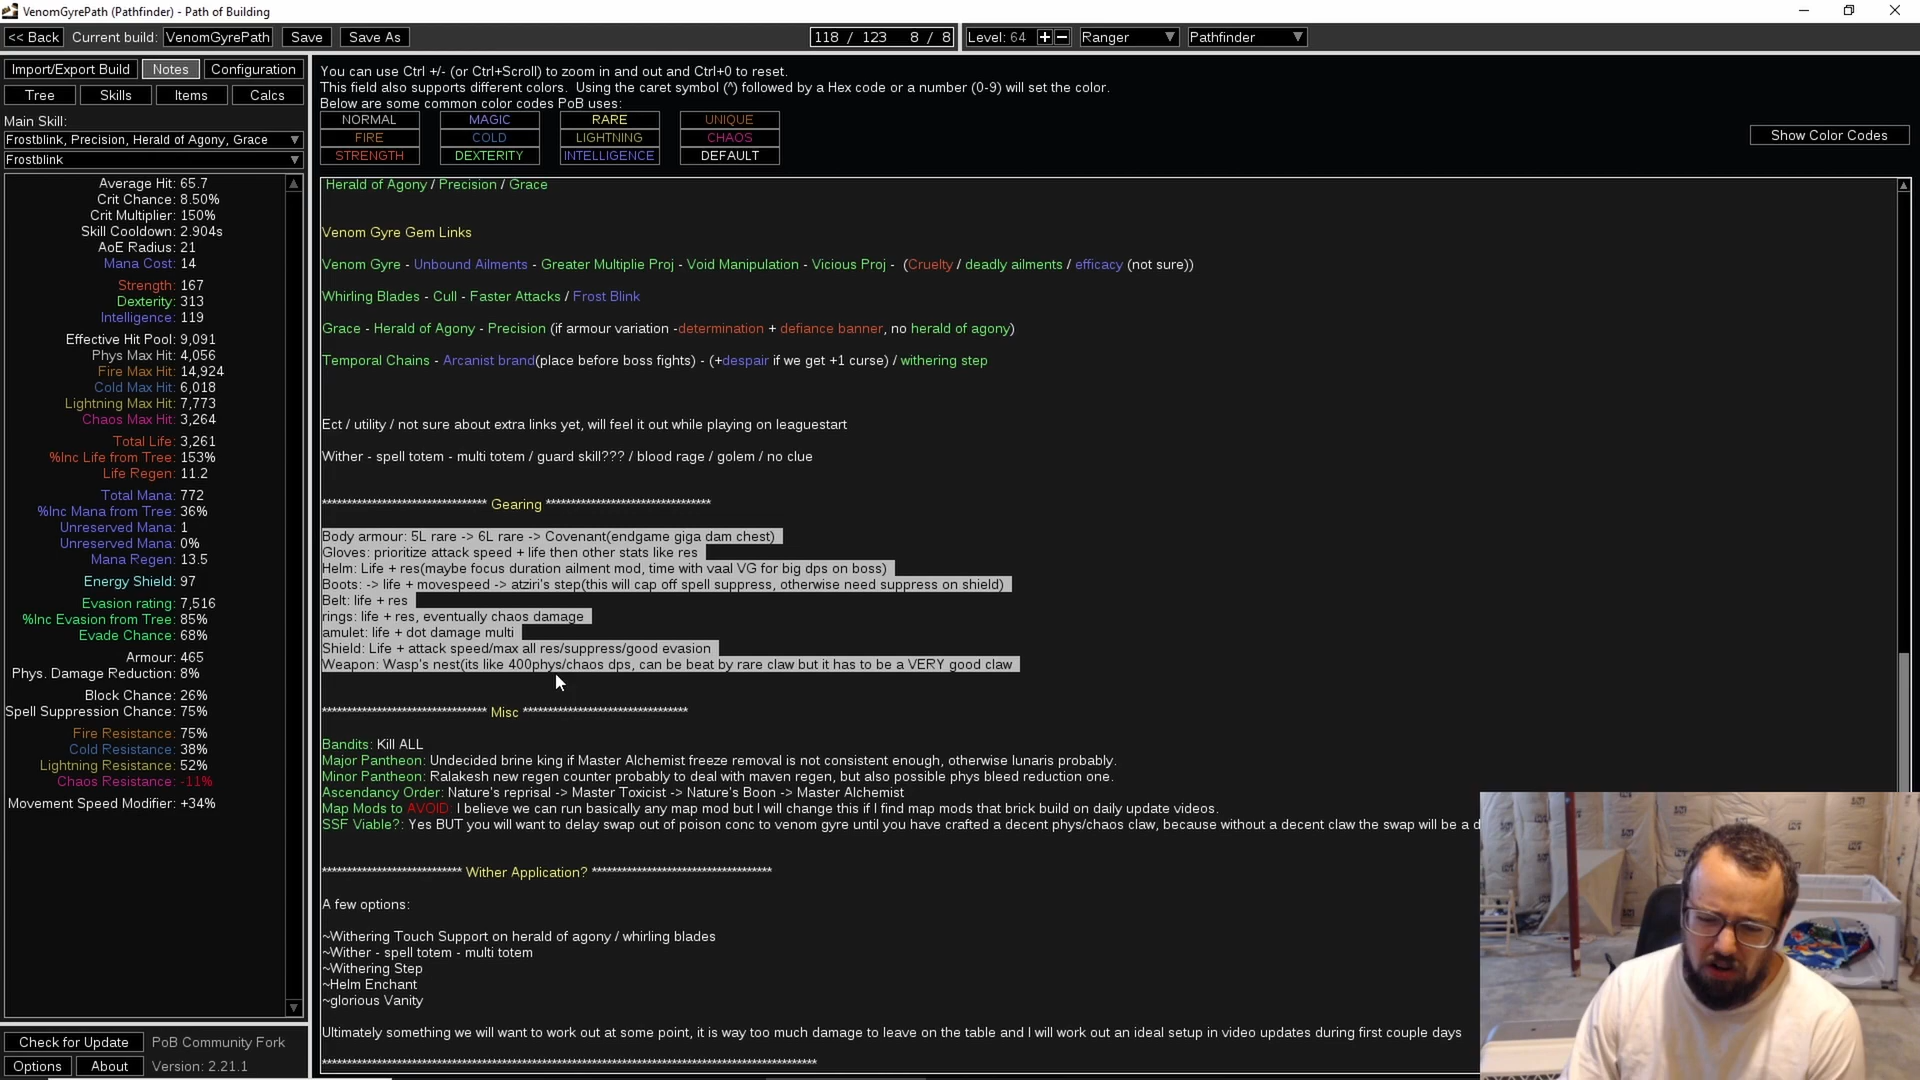 VenomGyrePath (Pathfinder) - Path of Building
<< Back Current build: VenomGyrePath Save Save As 118 / 123 8 / 8 Level: 64 + - Ranger Pathfinder
Import/Export Build Notes Configuration
Tree Skills Items Calcs
Main Skill:
Frostblink, Precision, Herald of Agony, Grace
Frostblink
Average Hit: 65.7
Crit Chance: 8.50%
Crit Multiplier: 150%
Skill Cooldown: 2.904s
AoE Radius: 21
Mana Cost: 14
Strength: 167
Dexterity: 313
Intelligence: 119
Effective Hit Pool: 9,091
Phys Max Hit: 4,056
Fire Max Hit: 14,924
Cold Max Hit: 6,018
Lightning Max Hit: 7,773
Chaos Max Hit: 3,264
Total Life: 3,261
%Inc Life from Tree: 153%
Life Regen: 11.2
Total Mana: 772
%Inc Mana from Tree: 36%
Unreserved Mana: 1
Unreserved Mana: 0%
Mana Regen: 13.5
Energy Shield: 97
Evasion rating: 7,516
%Inc Evasion from Tree: 85%
Evade Chance: 68%
Armour: 465
Phys. Damage Reduction: 8%
Block Chance: 26%
Spell Suppression Chance: 75%
Fire Resistance: 75%
Cold Resistance: 38%
Lightning Resistance: 52%
Chaos Resistance: -11%
Movement Speed Modifier: +34%
Check for Update PoB Community Fork
Options About Version: 2.21.1
You can use Ctrl +/- (or Ctrl+Scroll) to zoom in and out and Ctrl+0 to reset.
This field also supports different colors. Using the caret symbol (^) followed by a Hex code or a number (0-9) will set the color.
Below are some common color codes PoB uses:
NORMAL MAGIC RARE UNIQUE
FIRE COLD LIGHTNING CHAOS
STRENGTH DEXTERITY INTELLIGENCE DEFAULT
Show Color Codes
Herald of Agony / Precision / Grace
Venom Gyre Gem Links
Venom Gyre - Unbound Ailments - Greater Multiplie Proj - Void Manipulation - Vicious Proj - (Cruelty / deadly ailments / efficacy (not sure))
Whirling Blades - Cull - Faster Attacks / Frost Blink
Grace - Herald of Agony - Precision (if armour variation -determination + defiance banner, no herald of agony)
Temporal Chains - Arcanist brand(place before boss fights) - (+despair if we get +1 curse) / withering step
Ect / utility / not sure about extra links yet, will feel it out while playing on leaguestart
Wither - spell totem - multi totem / guard skill??? / blood rage / golem / no clue
********************************* Gearing *********************************
Body armour: 5L rare -> 6L rare -> Covenant(endgame giga dam chest)
Gloves: prioritize attack speed + life then other stats like res
Helm: Life + res(maybe focus duration ailment mod, time with vaal VG for big dps on boss)
Boots: -> life + movespeed -> atziri's step(this will cap off spell suppress, otherwise need suppress on shield)
Belt: life + res
rings: life + res, eventually chaos damage
amulet: life + dot damage multi
Shield: Life + attack speed/max all res/suppress/good evasion
Weapon: Wasp's nest(its like 400phys/chaos dps, can be beat by rare claw but it has to be a VERY good claw
********************************* Misc *********************************
Bandits: Kill ALL
Major Pantheon: Undecided brine king if Master Alchemist freeze removal is not consistent enough, otherwise lunaris probably.
Minor Pantheon: Ralakesh new regen counter probably to deal with maven regen, but also possible phys bleed reduction one.
Ascendancy Order: Nature's reprisal -> Master Toxicist -> Nature's Boon -> Master Alchemist
Map Mods to AVOID: I believe we can run basically any map mod but I will change this if I find map mods that brick build on daily update videos.
SSF Viable?: Yes BUT you will want to delay swap out of poison conc to venom gyre until you have crafted a decent phys/chaos claw, because without a decent claw the swap will be a d
**************************** Wither Application? ************************************
A few options:
~Withering Touch Support on herald of agony / whirling blades
~Wither - spell totem - multi totem
~Withering Step
~Helm Enchant
~glorious Vanity
Ultimately something we will want to work out at some point, it is way too much damage to leave on the table and I will work out an ideal setup in video updates during first couple days
***************************************************************************************************